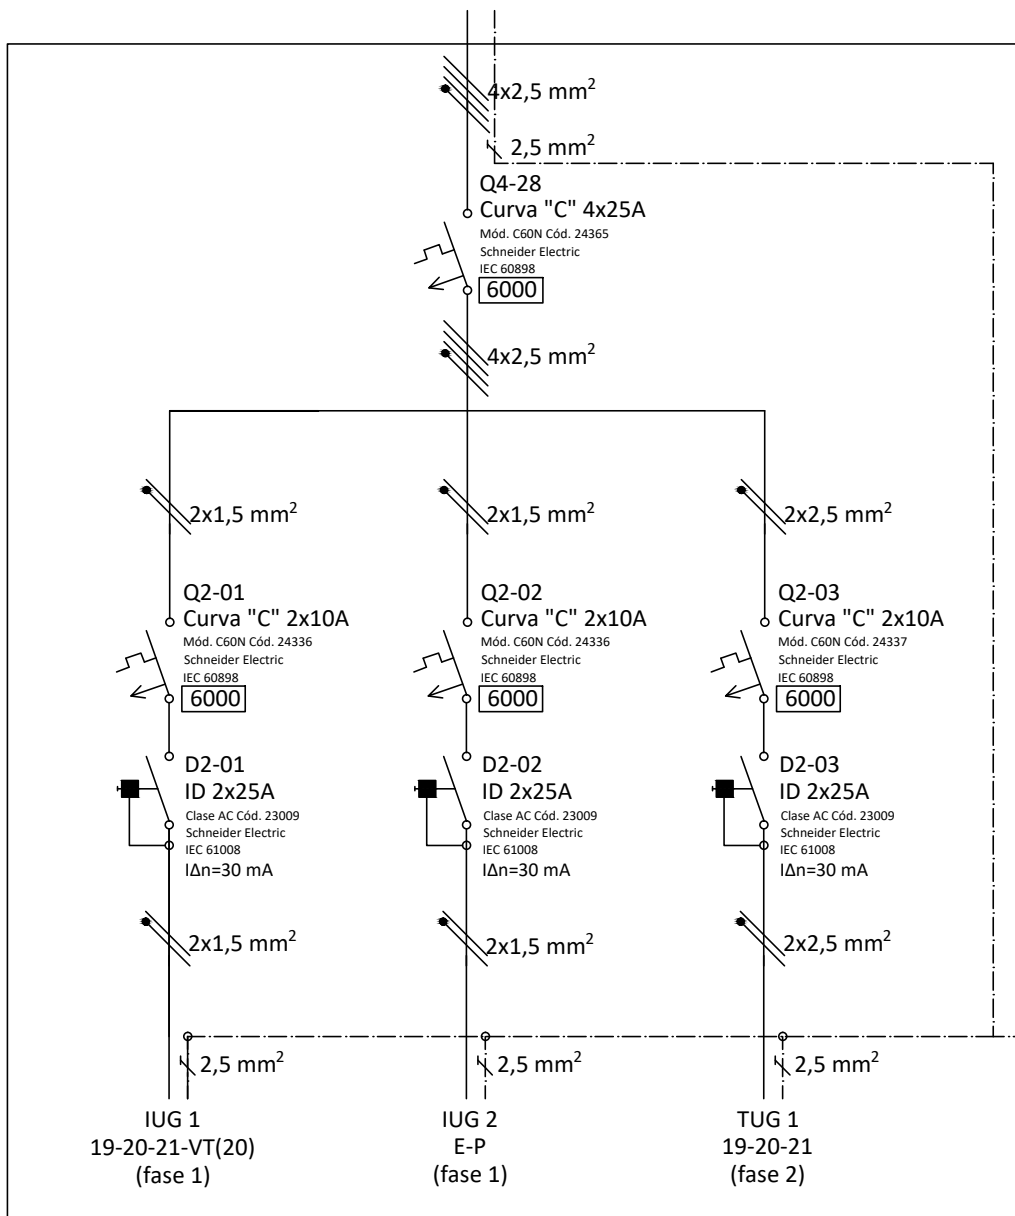 4x2,5 mm²
2,5 mm²
Q4-28
Curva "C" 4x25A
Mód. C60N Cód. 24365
Schneider Electric
IEC 60898
6000
4x2,5 mm²
2x1,5 mm²
2x1,5 mm²
2x2,5 mm²
Q2-01
Curva "C" 2x10A
Mód. C60N Cód. 24336
Schneider Electric
IEC 60898
6000
Q2-02
Curva "C" 2x10A
Mód. C60N Cód. 24336
Schneider Electric
IEC 60898
6000
Q2-03
Curva "C" 2x10A
Mód. C60N Cód. 24337
Schneider Electric
IEC 60898
6000
D2-01
ID 2x25A
Clase AC Cód. 23009
Schneider Electric
IEC 61008
IΔn=30 mA
D2-02
ID 2x25A
Clase AC Cód. 23009
Schneider Electric
IEC 61008
IΔn=30 mA
D2-03
ID 2x25A
Clase AC Cód. 23009
Schneider Electric
IEC 61008
IΔn=30 mA
2x1,5 mm²
2x1,5 mm²
2x2,5 mm²
2,5 mm²
2,5 mm²
2,5 mm²
IUG 1
19-20-21-VT(20)
(fase 1)
IUG 2
E-P
(fase 1)
TUG 1
19-20-21
(fase 2)